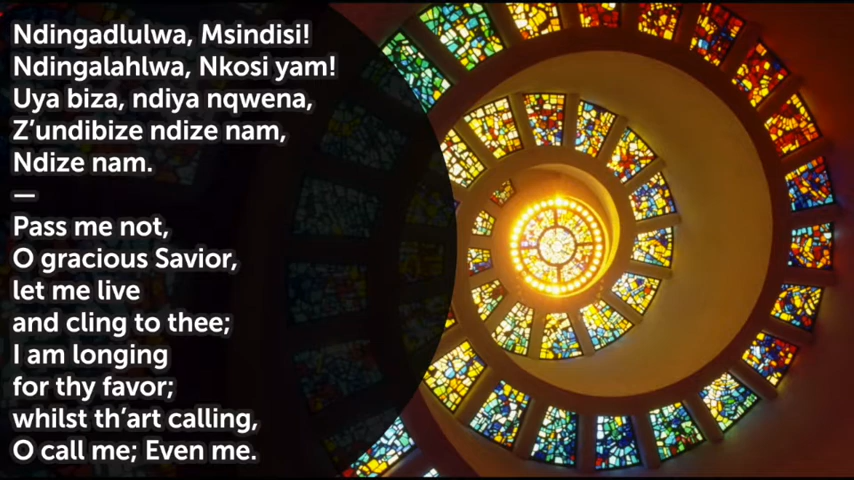 Ndingadlulwa, Msindisi!
Ndingalahlwa, Nkosi yam!
Uya biza, ndiya nqwena,
Z’undibize ndize nam,
Ndize nam.
—
Pass me not,
O gracious Savior,
let me live
and cling to thee;
I am longing
for thy favor;
whilst th’art calling,
O call me; Even me.